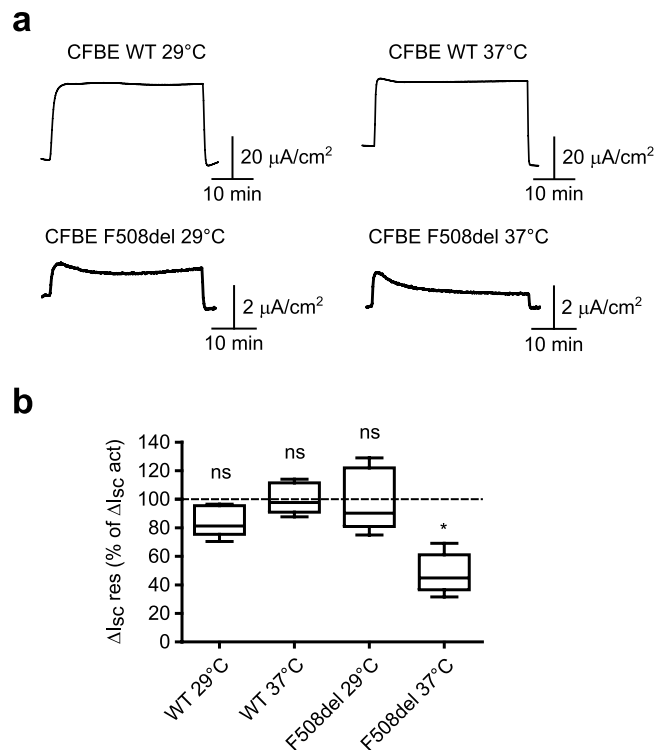 a
CFBE WT 29°C
CFBE WT 37°C
20 μA/cm²
20 μA/cm²
10 min
10 min
CFBE F508del 29°C
CFBE F508del 37°C
2 μA/cm²
2 μA/cm²
10 min
10 min
b
ΔIsc res (% of ΔIsc act)
140
120
100
80
60
40
20
0
ns
ns
ns
*
WT 29°C
WT 37°C
F508del 29°C
F508del 37°C